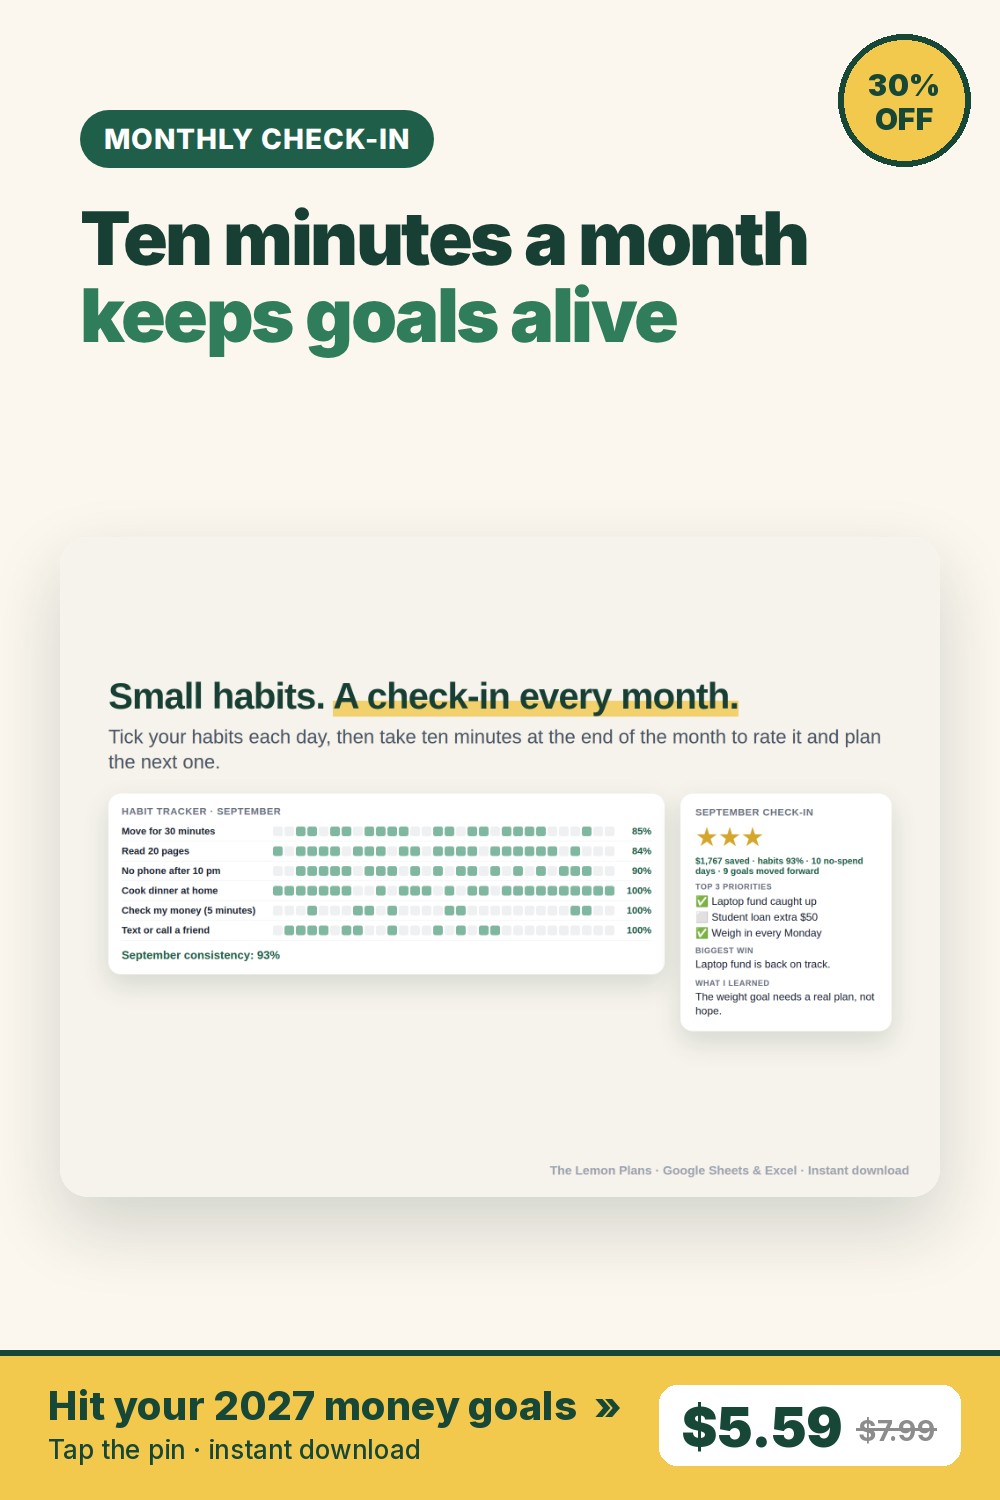 30%
OFF
MONTHLY CHECK-IN
Ten minutes a month
keeps goals alive
Small habits. A check-in every month.
Tick your habits each day, then take ten minutes at the end of the month to rate it and plan
the next one.
HABIT TRACKER · SEPTEMBER
Move for 30 minutes 85%
Read 20 pages 84%
No phone after 10 pm 90%
Cook dinner at home 100%
Check my money (5 minutes) 100%
Text or call a friend 100%
September consistency: 93%
SEPTEMBER CHECK-IN
$1,767 saved · habits 93% · 10 no-spend
days · 9 goals moved forward
TOP 3 PRIORITIES
Laptop fund caught up
Student loan extra $50
Weigh in every Monday
BIGGEST WIN
Laptop fund is back on track.
WHAT I LEARNED
The weight goal needs a real plan, not
hope.
The Lemon Plans · Google Sheets & Excel · Instant download
Hit your 2027 money goals »
Tap the pin · instant download
$5.59 $7.99